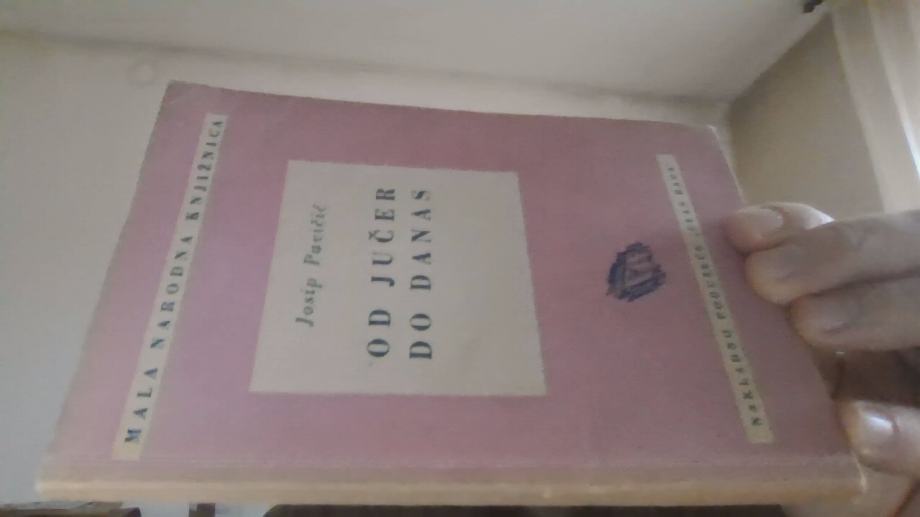 MALA NARODNA KNJIŽNICA
Josip Pavičić
OD JUČER
DO DANAS
NAKLADNO PODUZEĆE